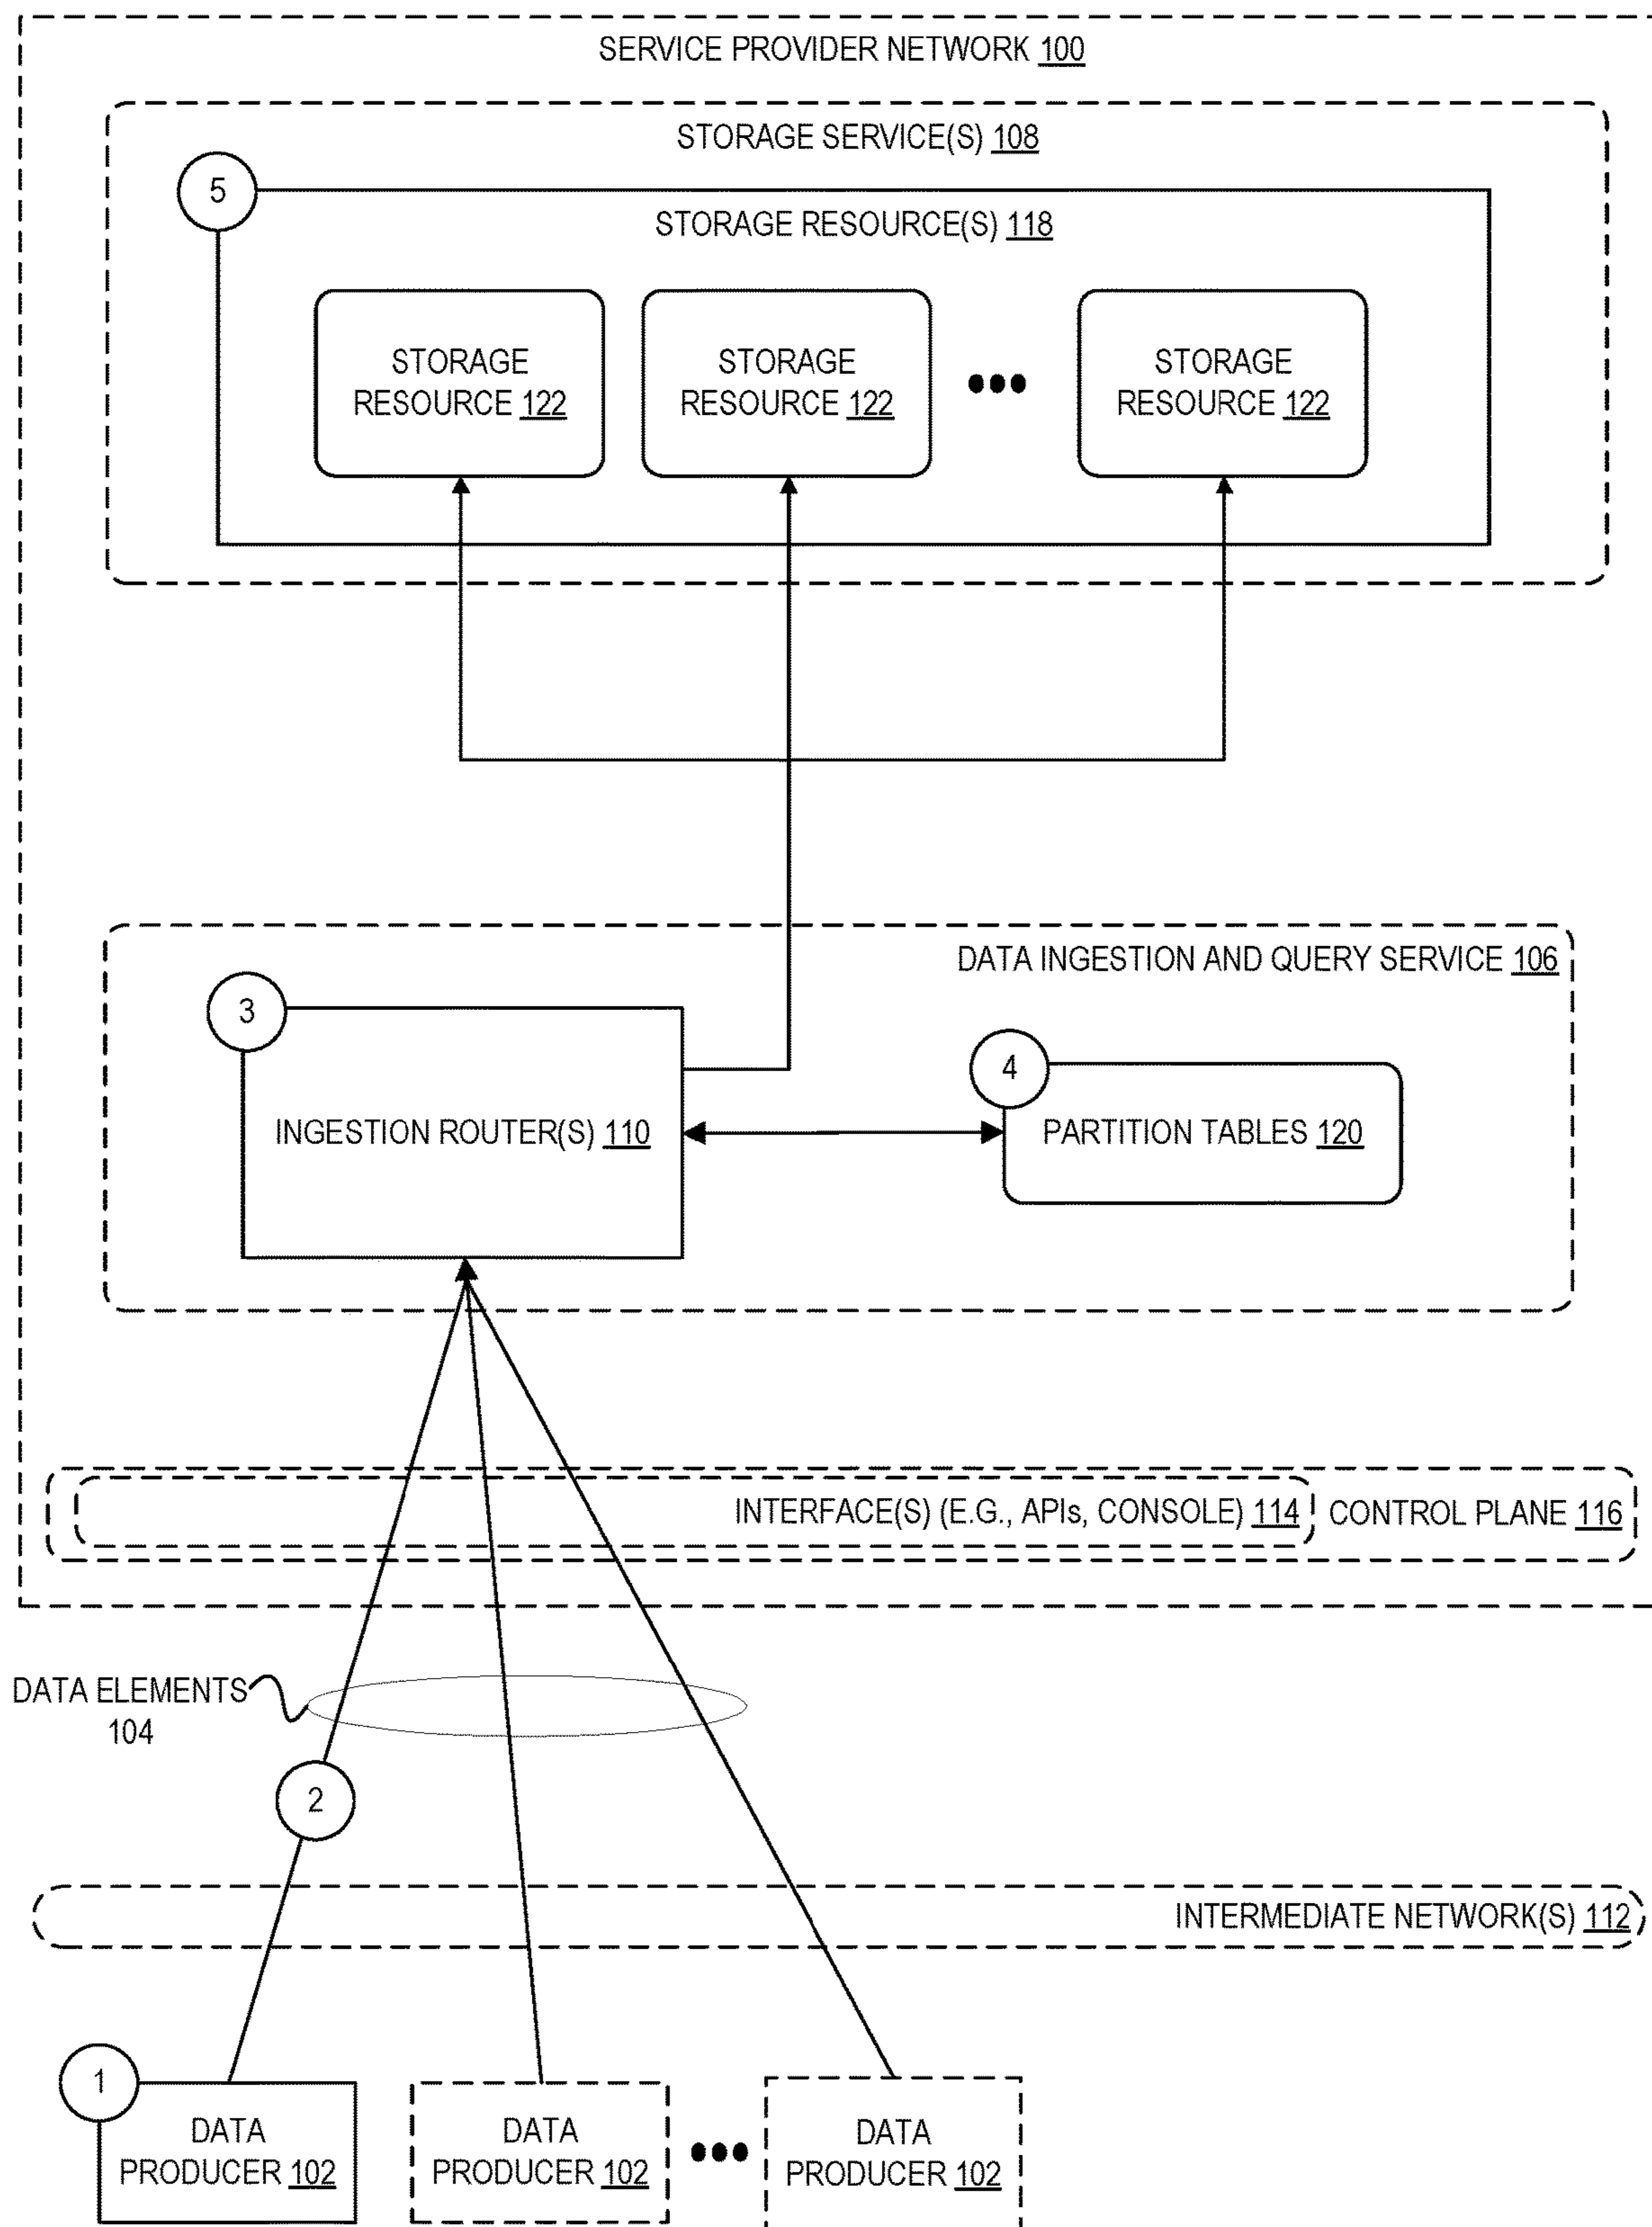 SERVICE PROVIDER NETWORK 100
STORAGE SERVICE(S) 108
5
STORAGE RESOURCE(S) 118
STORAGE
RESOURCE 122
STORAGE
RESOURCE 122
STORAGE
RESOURCE 122
DATA INGESTION AND QUERY SERVICE 106
3
4
INGESTION ROUTER(S) 110
PARTITION TABLES 120
INTERFACE(S) (E.G., APIs, CONSOLE) 114
CONTROL PLANE 116
DATA ELEMENTS
104
2
INTERMEDIATE NETWORK(S) 112
1
DATA
PRODUCER 102
DATA
PRODUCER 102
DATA
PRODUCER 102